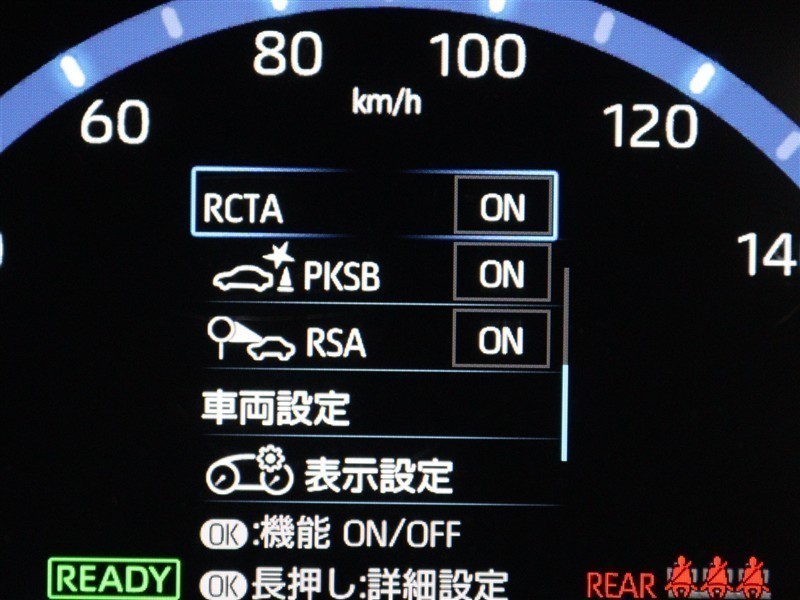 80 100
km/h
60 120
RCTA ON
PKSB ON
14
RSA ON
車両設定
表示設定
OK:機能 ON/OFF
READY OK長押し:詳細設定 REAR